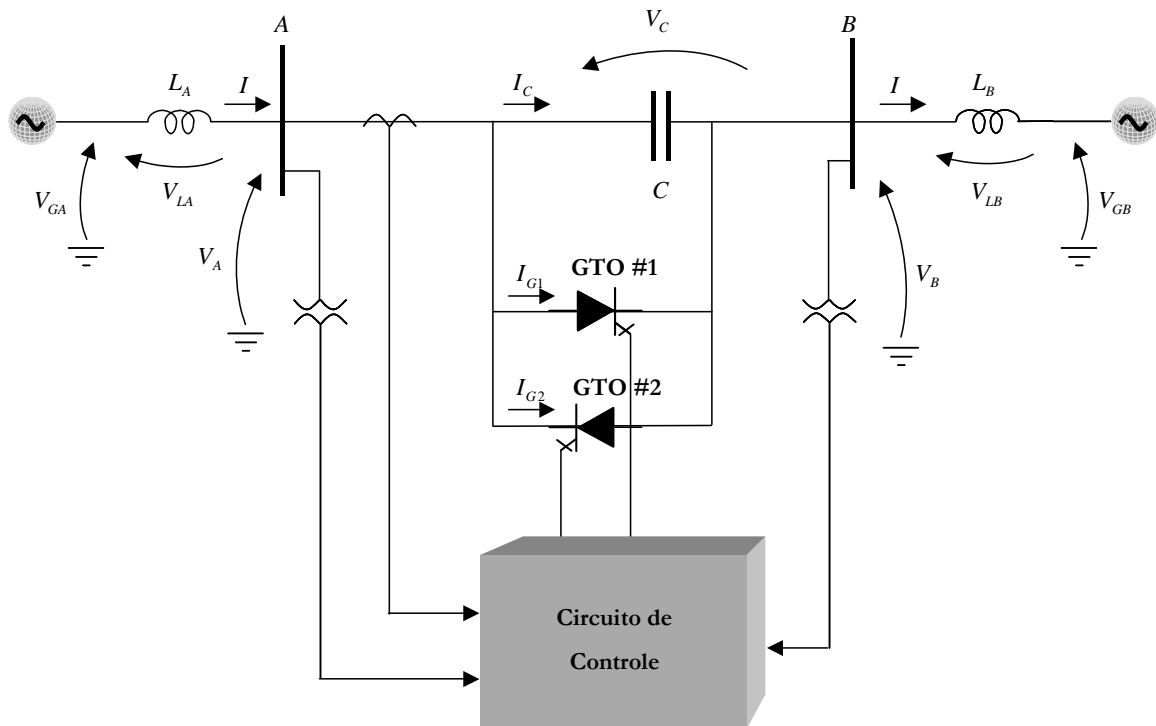 A
V_C
B
L_A
I
I_C
I
L_B
C
V_GA
V_LA
V_A
V_LB
V_GB
V_B
GTO #1
I_G1
GTO #2
I_G2
Circuito de
Controle